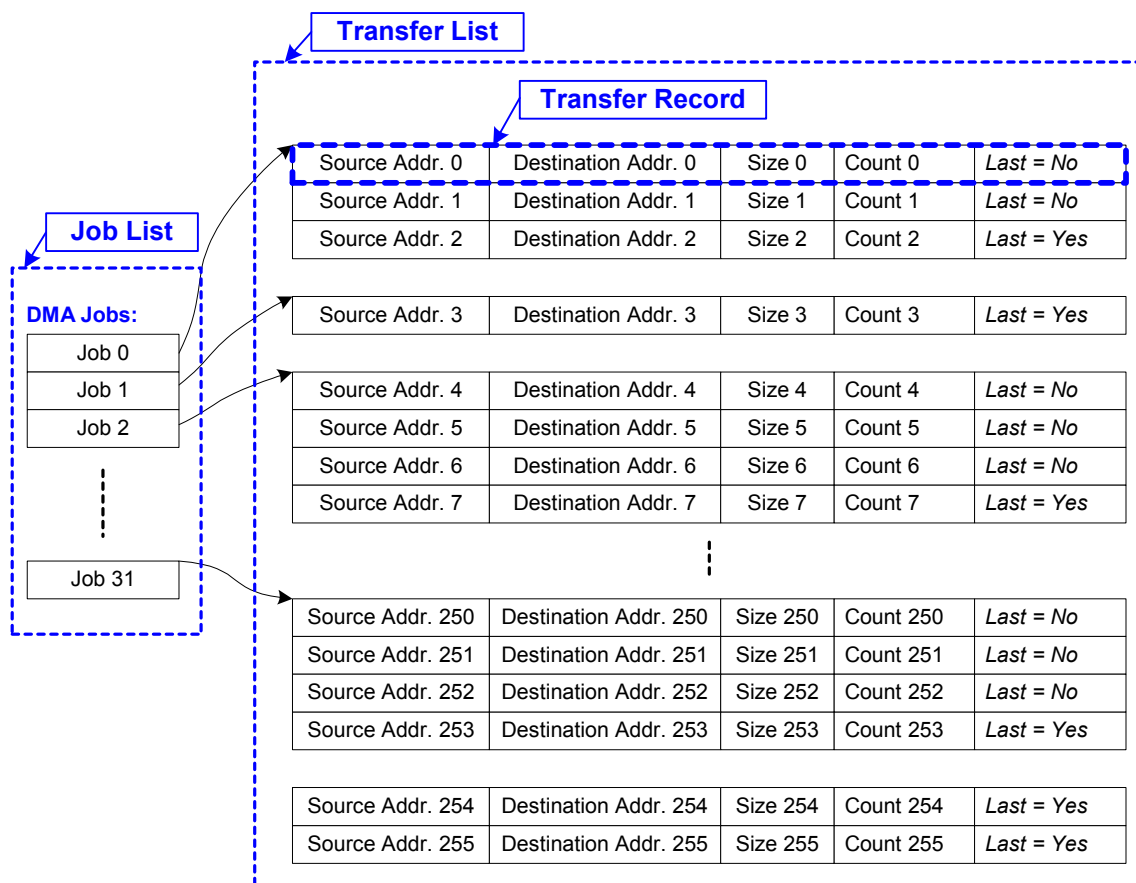 Transfer List
Transfer Record
Source Addr. 0 Destination Addr. 0 Size 0 Count 0 Last = No
Source Addr. 1 Destination Addr. 1 Size 1 Count 1 Last = No
Source Addr. 2 Destination Addr. 2 Size 2 Count 2 Last = Yes
Job List
DMA Jobs:
Job 0
Job 1
Job 2
Job 31
Source Addr. 3 Destination Addr. 3 Size 3 Count 3 Last = Yes
Source Addr. 4 Destination Addr. 4 Size 4 Count 4 Last = No
Source Addr. 5 Destination Addr. 5 Size 5 Count 5 Last = No
Source Addr. 6 Destination Addr. 6 Size 6 Count 6 Last = No
Source Addr. 7 Destination Addr. 7 Size 7 Count 7 Last = Yes
Source Addr. 250 Destination Addr. 250 Size 250 Count 250 Last = No
Source Addr. 251 Destination Addr. 251 Size 251 Count 251 Last = No
Source Addr. 252 Destination Addr. 252 Size 252 Count 252 Last = No
Source Addr. 253 Destination Addr. 253 Size 253 Count 253 Last = Yes
Source Addr. 254 Destination Addr. 254 Size 254 Count 254 Last = Yes
Source Addr. 255 Destination Addr. 255 Size 255 Count 255 Last = Yes